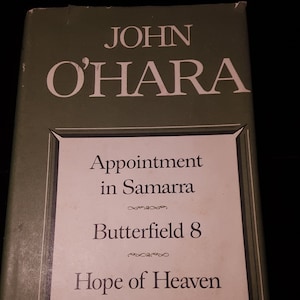 JOHN
O'HARA
Appointment
in Samarra
Butterfield 8
Hope of Heaven